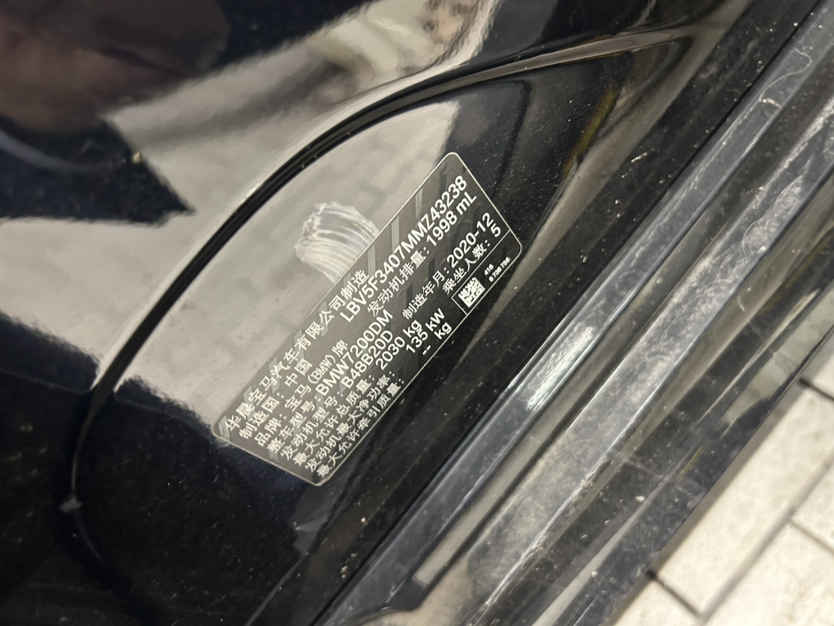 华晨宝马汽车有限公司制造
制造国:中国 LBV5F3407MMZ43238
品牌:宝马(BMW)牌 发动机排量:1998 mL
整车型号:BMW7200DM
发动机型号:B48B20D 制造年月:2020-12
最大允许总质量:2030 kg 乘坐人数:5
发动机最大净功率:135 kW
最大允许牵引质量:--- kg
416